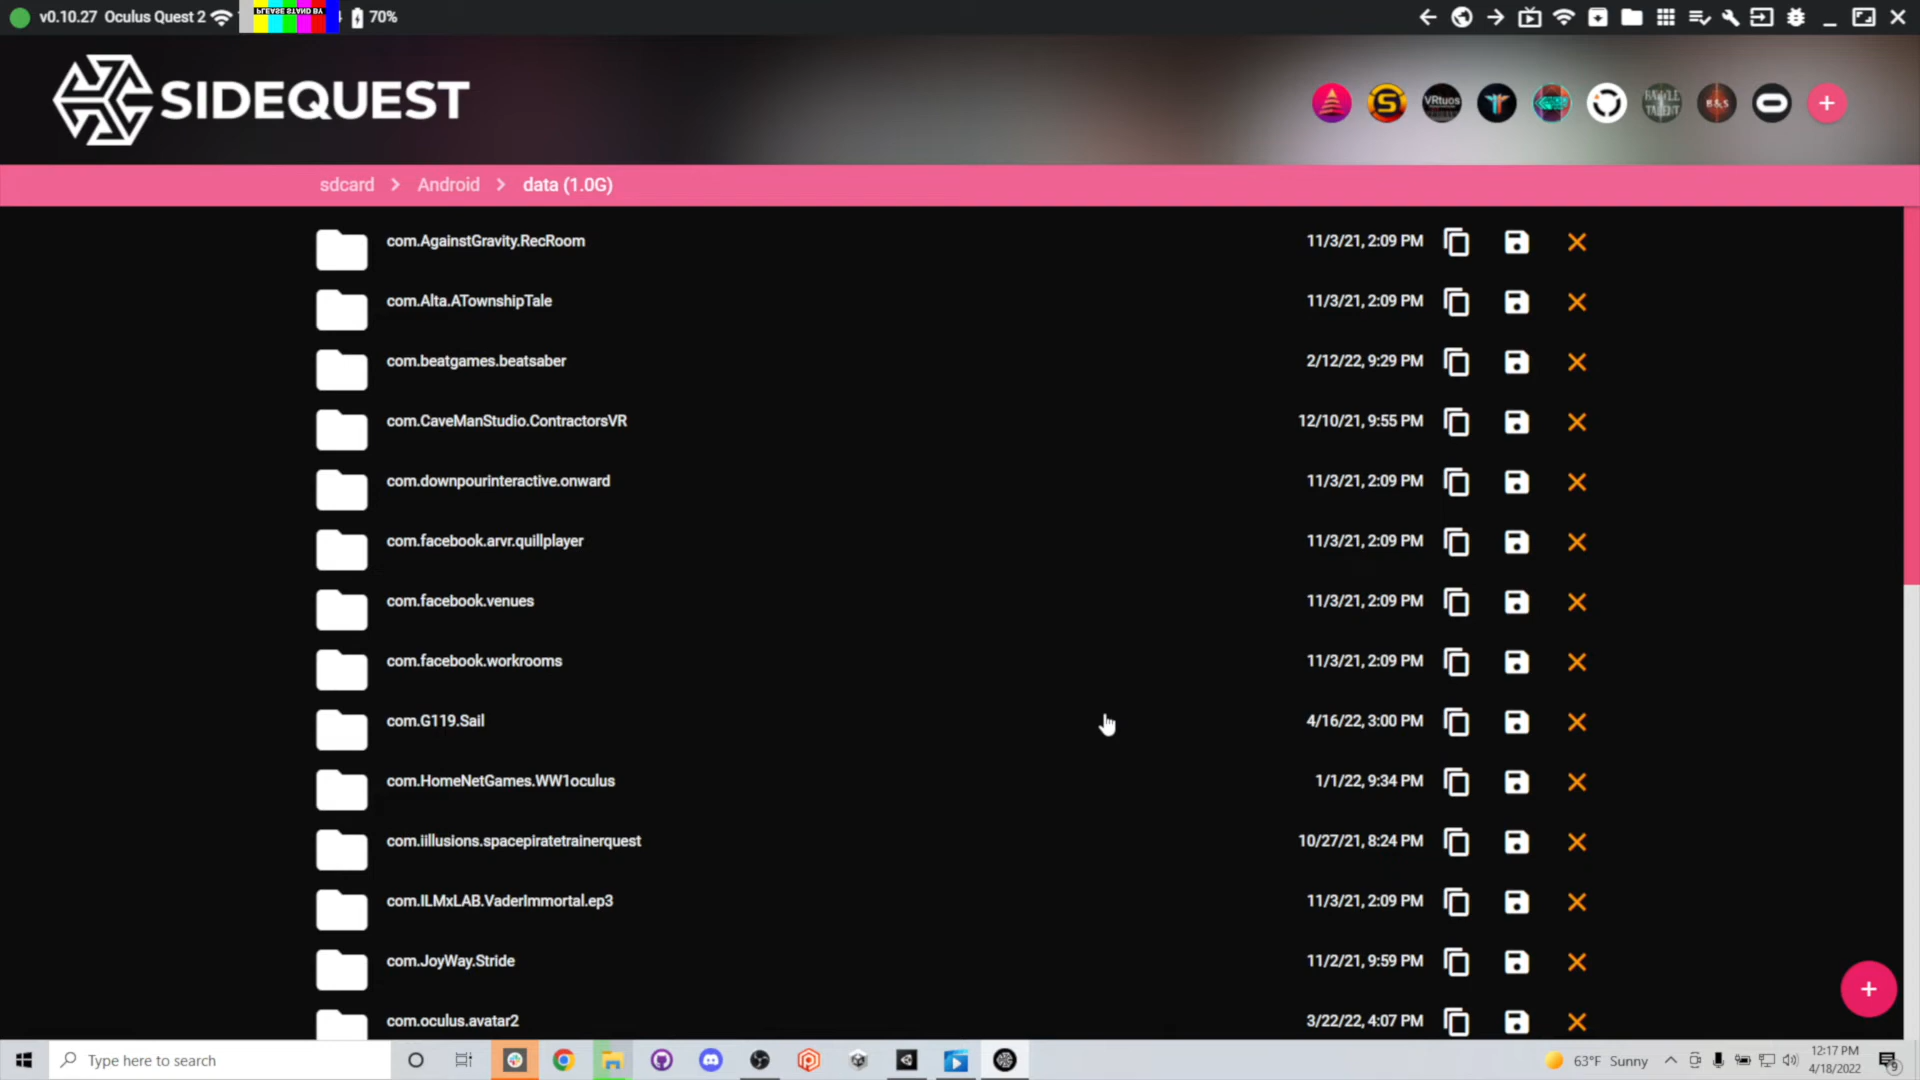 v0.10.27 Oculus Quest 2
PLEASE STAND BY
70%
SIDEQUEST
VRtuos
BATTLE TALENT
B&S
sdcard > Android > data (1.0G)
com.AgainstGravity.RecRoom 11/3/21, 2:09 PM
com.Alta.ATownshipTale 11/3/21, 2:09 PM
com.beatgames.beatsaber 2/12/22, 9:29 PM
com.CaveManStudio.ContractorsVR 12/10/21, 9:55 PM
com.downpourinteractive.onward 11/3/21, 2:09 PM
com.facebook.arvr.quillplayer 11/3/21, 2:09 PM
com.facebook.venues 11/3/21, 2:09 PM
com.facebook.workrooms 11/3/21, 2:09 PM
com.G119.Sail 4/16/22, 3:00 PM
com.HomeNetGames.WW1oculus 1/1/22, 9:34 PM
com.iillusions.spacepiratetrainerquest 10/27/21, 8:24 PM
com.ILMxLAB.VaderImmortal.ep3 11/3/21, 2:09 PM
com.JoyWay.Stride 11/2/21, 9:59 PM
com.oculus.avatar2 3/22/22, 4:07 PM
Type here to search
63°F Sunny
12:17 PM
4/18/2022
9